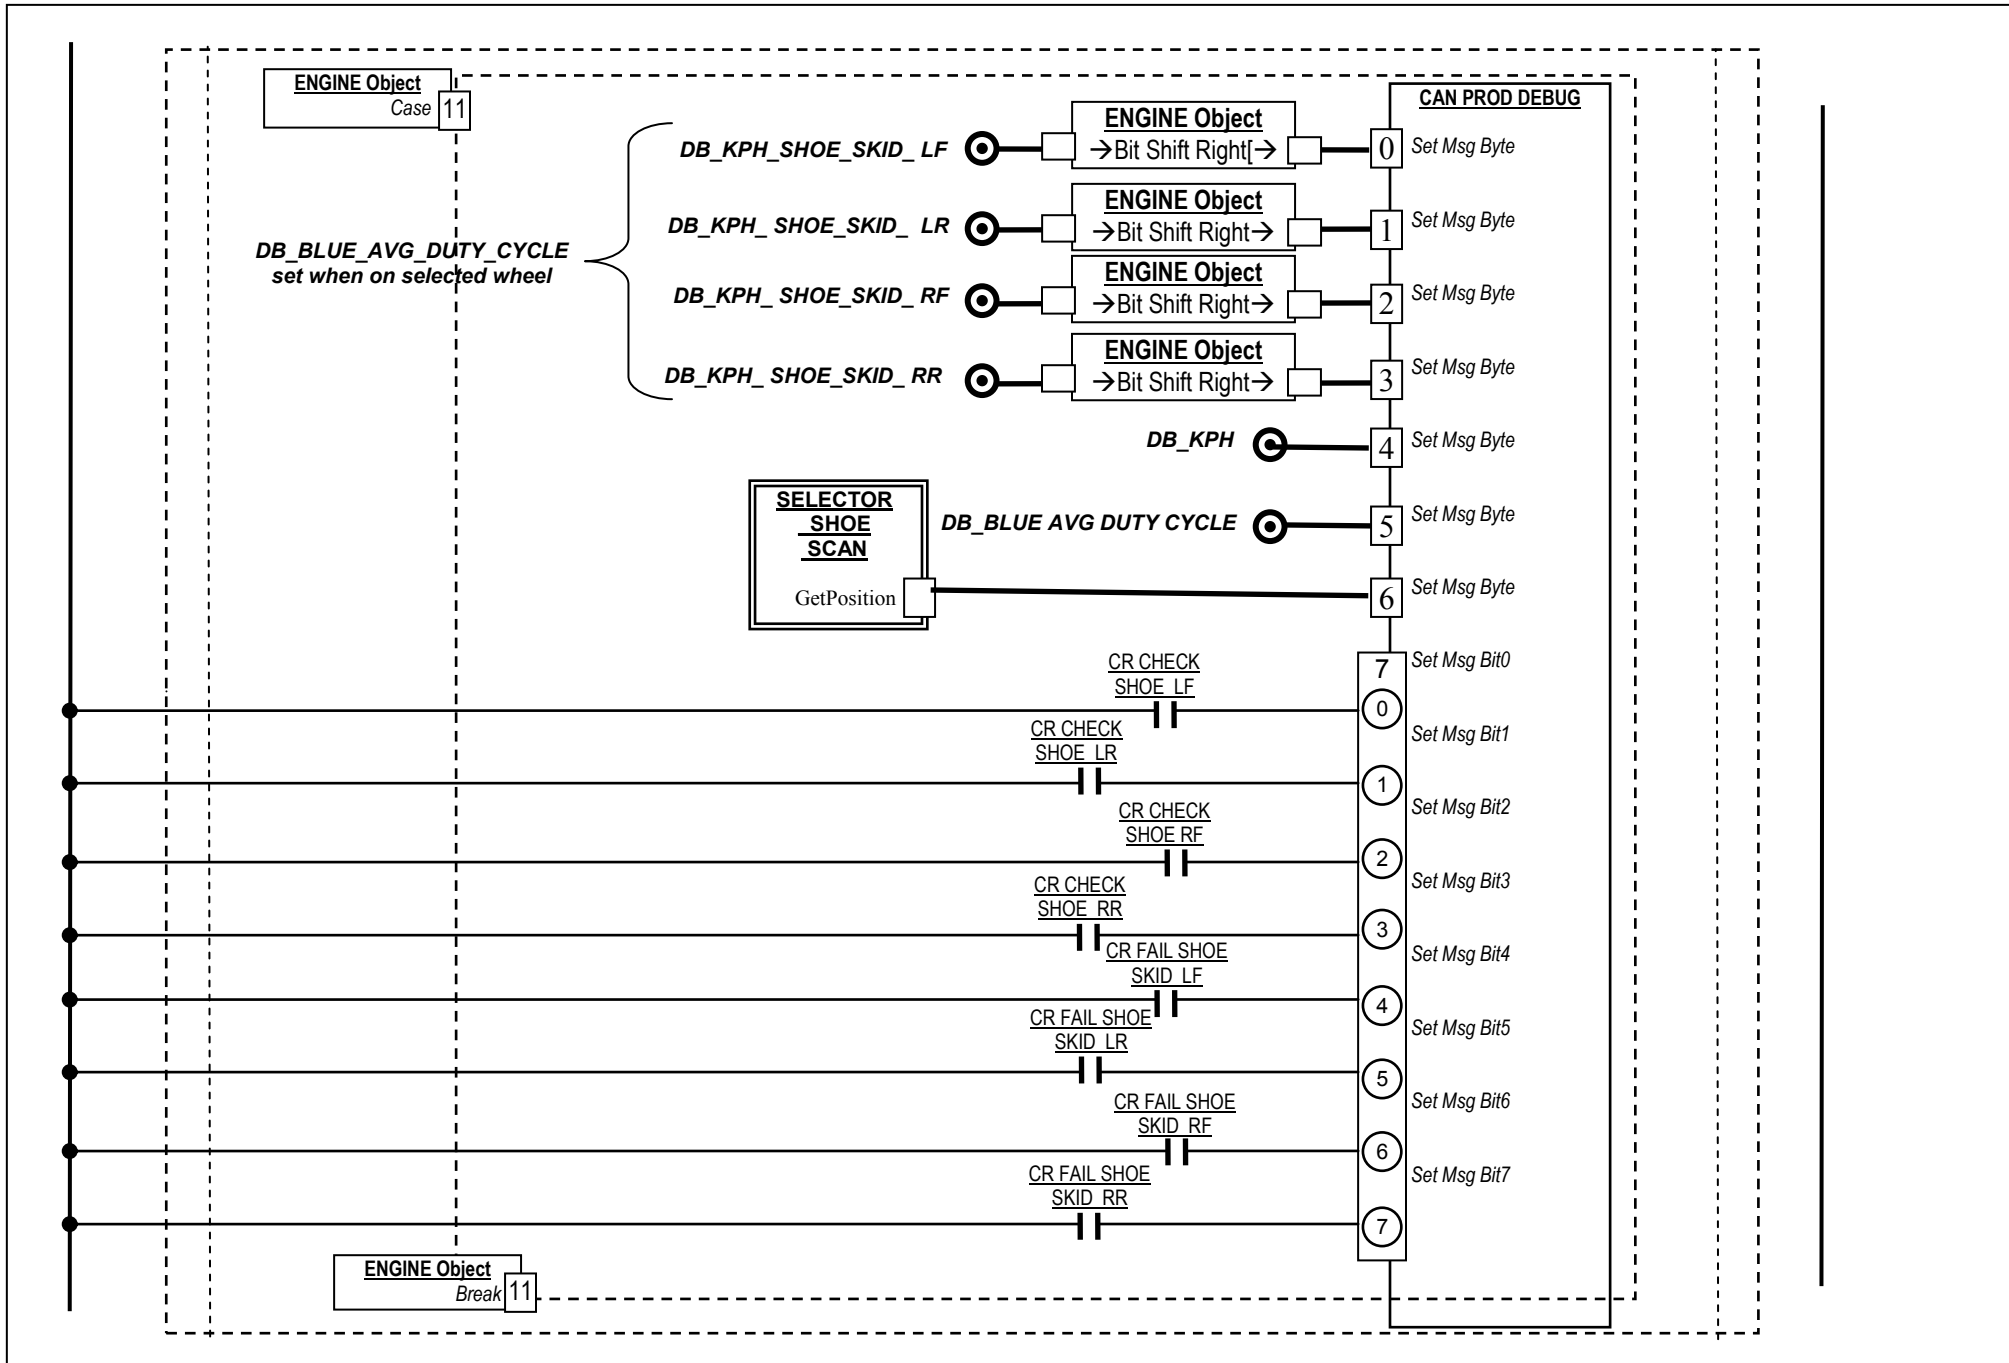 ENGINE Object
Case 11
CAN PROD DEBUG
DB_KPH_SHOE_SKID_ LF
ENGINE Object
→Bit Shift Right[→
0 Set Msg Byte
DB_KPH_ SHOE_SKID_ LR
ENGINE Object
→Bit Shift Right→
1 Set Msg Byte
DB_BLUE_AVG_DUTY_CYCLE
set when on selected wheel
DB_KPH_ SHOE_SKID_ RF
ENGINE Object
→Bit Shift Right→
2 Set Msg Byte
DB_KPH_ SHOE_SKID_ RR
ENGINE Object
→Bit Shift Right→
3 Set Msg Byte
DB_KPH
4 Set Msg Byte
SELECTOR
SHOE
SCAN
GetPosition
DB_BLUE AVG DUTY CYCLE
5 Set Msg Byte
6 Set Msg Byte
7 Set Msg Bit0
CR CHECK
SHOE LF
0
Set Msg Bit1
CR CHECK
SHOE LR
1
Set Msg Bit2
CR CHECK
SHOE RF
2
Set Msg Bit3
CR CHECK
SHOE RR
3
Set Msg Bit4
CR FAIL SHOE
SKID LF
4
Set Msg Bit5
CR FAIL SHOE
SKID LR
5
Set Msg Bit6
CR FAIL SHOE
SKID RF
6
Set Msg Bit7
CR FAIL SHOE
SKID RR
7
ENGINE Object
Break 11